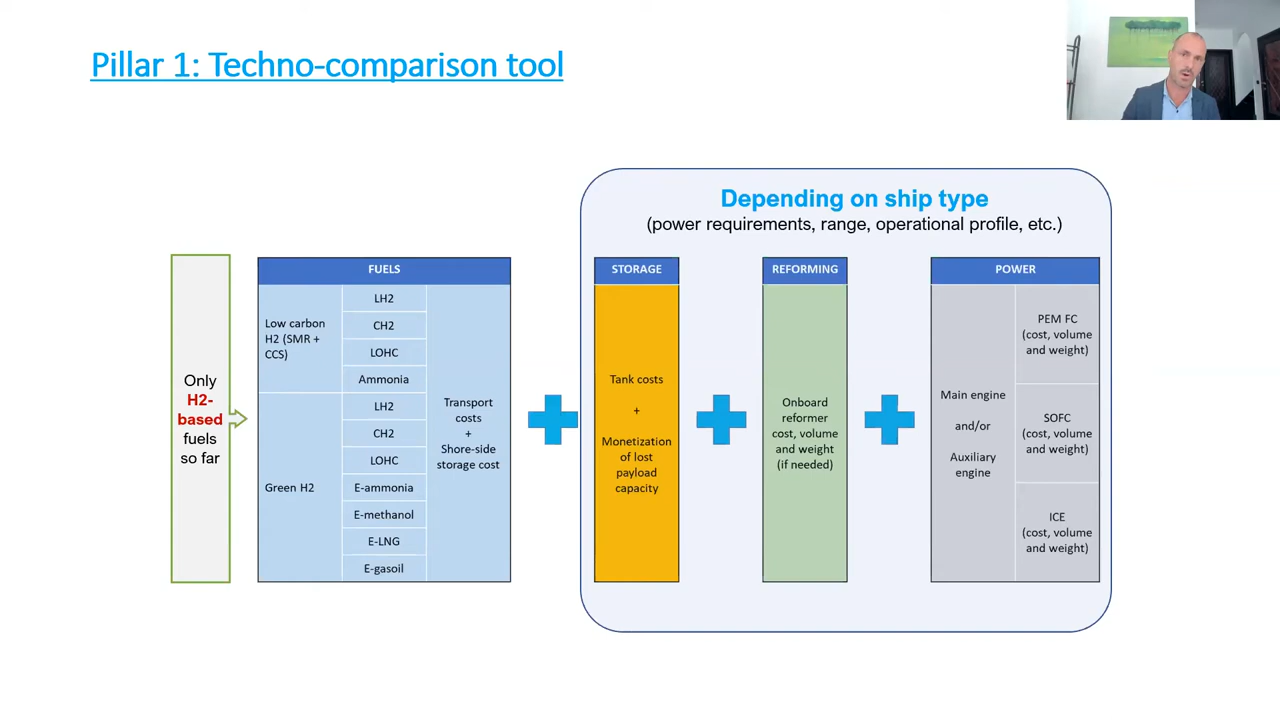 Pillar 1: Techno-comparison tool
Depending on ship type
(power requirements, range, operational profile, etc.)
Only
H2-
based
fuels
so far
FUELS
Low carbon
H2 (SMR +
CCS)
LH2
CH2
LOHC
Ammonia
Green H2
LH2
CH2
LOHC
E-ammonia
E-methanol
E-LNG
E-gasoil
Transport
costs
+
Shore-side
storage cost
STORAGE
Tank costs
+
Monetization
of lost
payload
capacity
REFORMING
Onboard
reformer
cost, volume
and weight
(if needed)
POWER
Main engine
and/or
Auxiliary
engine
PEM FC
(cost, volume
and weight)
SOFC
(cost, volume
and weight)
ICE
(cost, volume
and weight)